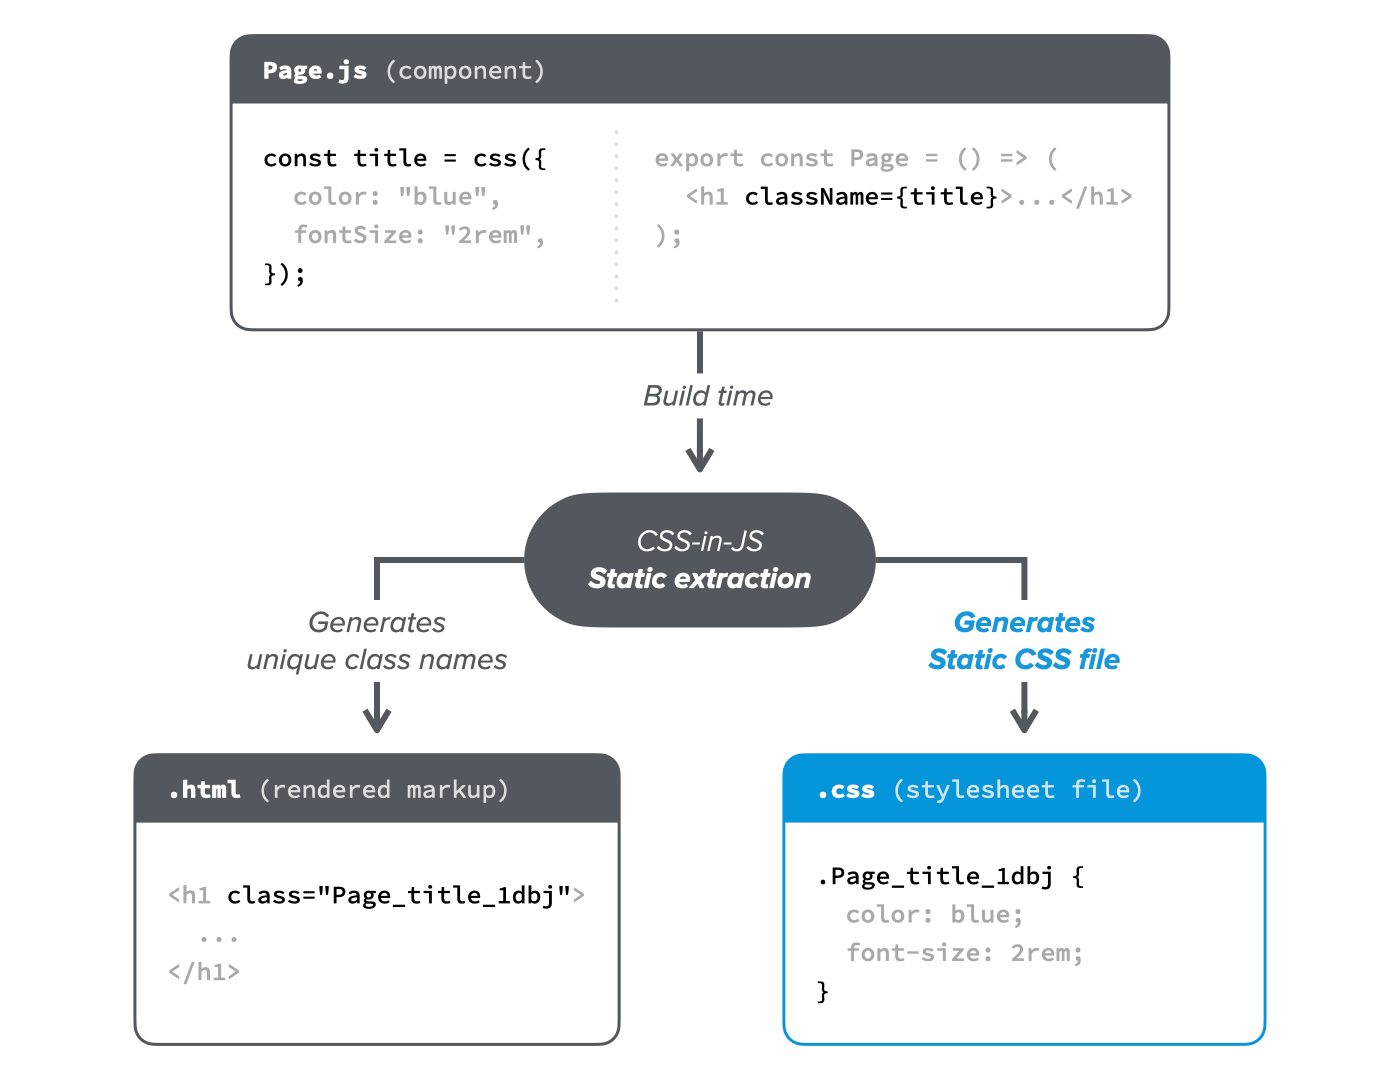 Page.js (component)
const title = css({
  color: "blue",
  fontSize: "2rem",
});
export const Page = () => (
  <h1 className={title}>...</h1>
);
Build time
CSS-in-JS
Static extraction
Generates
unique class names
Generates
Static CSS file
.html (rendered markup)
<h1 class="Page_title_1dbj">
  ...
</h1>
.css (stylesheet file)
.Page_title_1dbj {
  color: blue;
  font-size: 2rem;
}